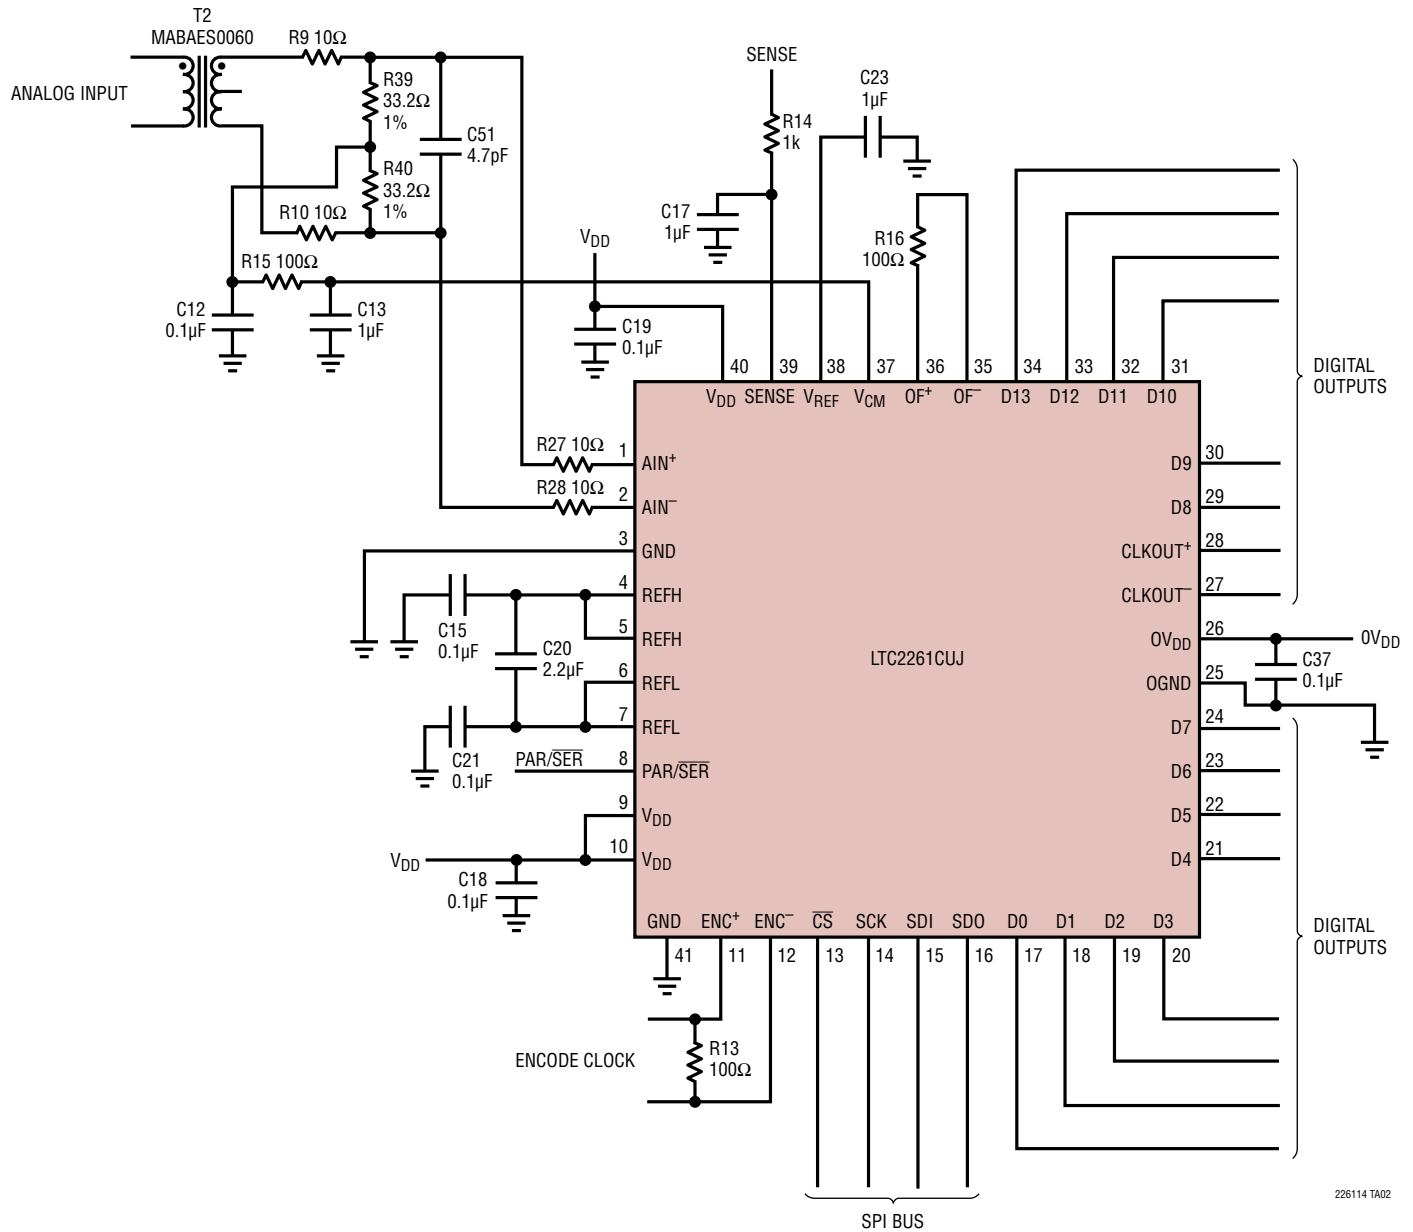 T2
MABAES0060
ANALOG INPUT
R9 10Ω
R39
33.2Ω
1%
C51
4.7pF
R40
33.2Ω
1%
R10 10Ω
R15 100Ω
C12
0.1µF
C13
1µF
VDD
C19
0.1µF
SENSE
R14
1k
C17
1µF
C23
1µF
R16
100Ω
40 39 38 37 36 35 34 33 32 31
VDD SENSE VREF VCM OF+ OF– D13 D12 D11 D10
DIGITAL
OUTPUTS
R27 10Ω
1
AIN+
R28 10Ω
2
AIN–
3
GND
4
REFH
5
REFH
6
REFL
7
REFL
C15
0.1µF
C20
2.2µF
C21
0.1µF
PAR/SER
8
PAR/SER
9
VDD
10
VDD
VDD
C18
0.1µF
LTC2261CUJ
D9
30
D8
29
CLKOUT+
28
CLKOUT–
27
OVDD
26
0VDD
OGND
25
C37
0.1µF
D7
24
D6
23
D5
22
D4
21
GND ENC+ ENC– CS SCK SDI SDO D0 D1 D2 D3
41 11 12 13 14 15 16 17 18 19 20
DIGITAL
OUTPUTS
ENCODE CLOCK
R13
100Ω
SPI BUS
226114 TA02